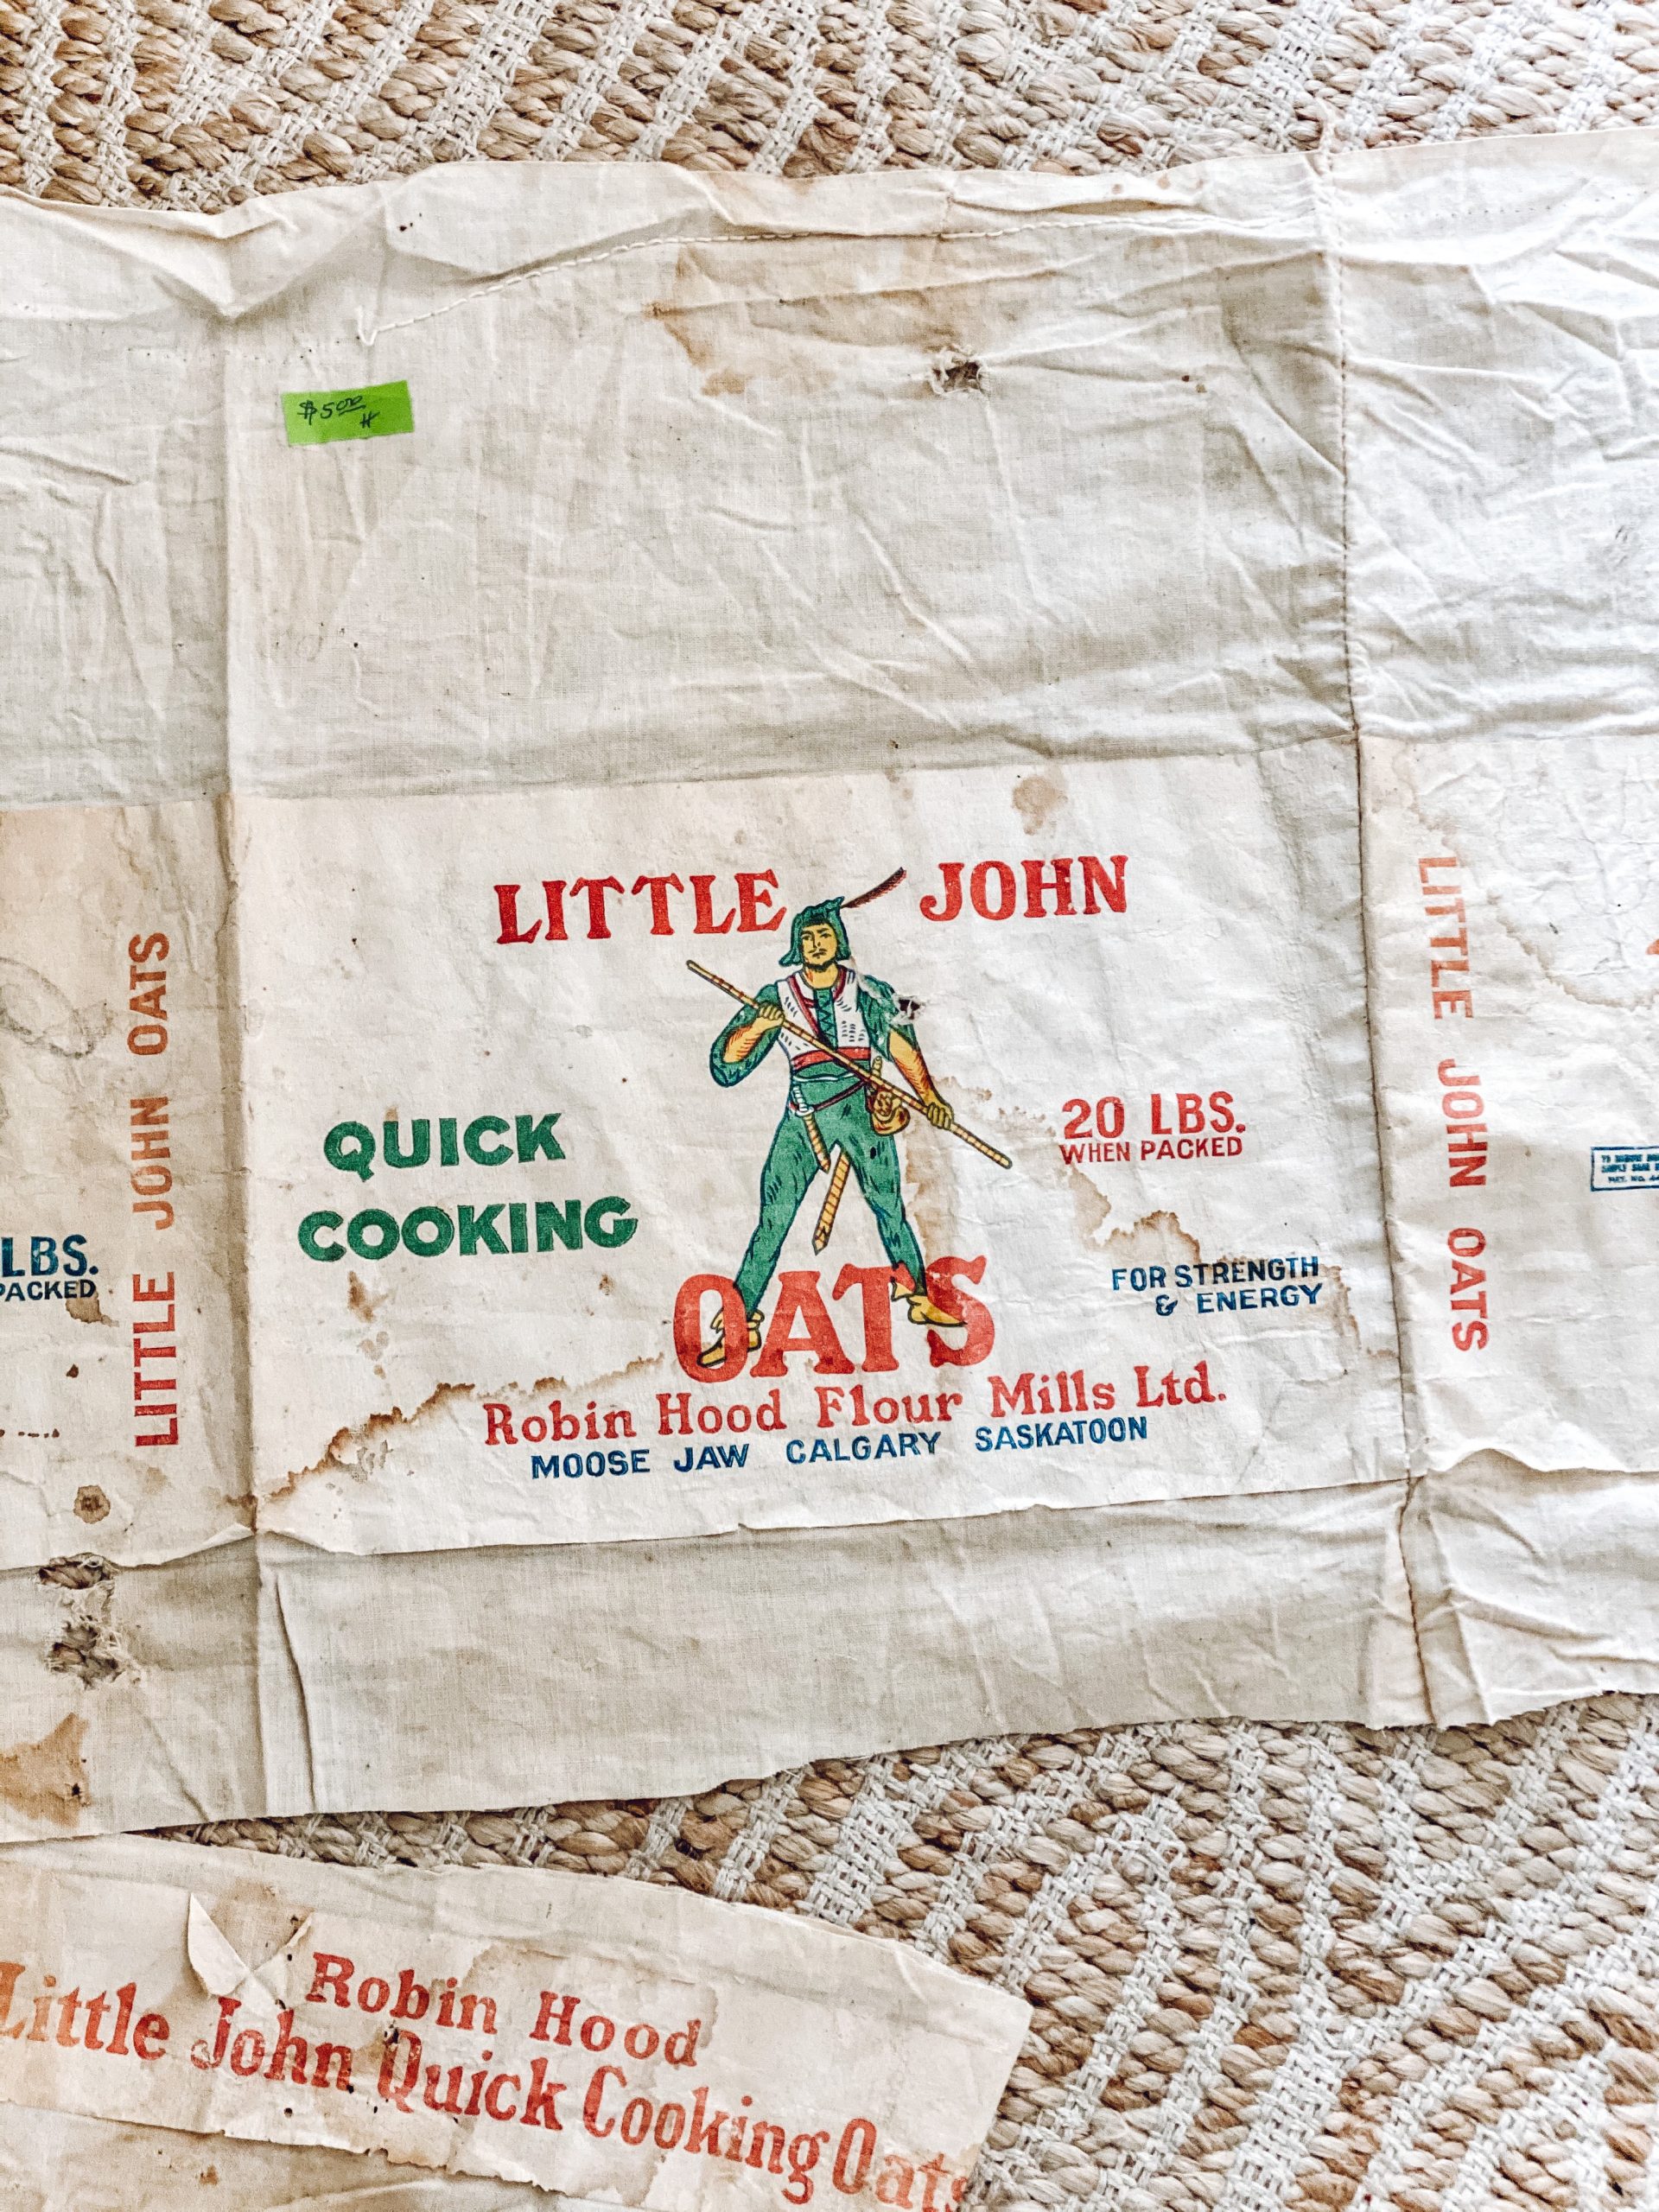 $5.00
H
LITTLE JOHN
QUICK
COOKING
20 LBS.
WHEN PACKED
FOR STRENGTH
& ENERGY
OATS
Robin Hood Flour Mills Ltd.
MOOSE JAW CALGARY SASKATOON
LBS.
PACKED
LITTLE JOHN OATS
LITTLE JOHN OATS
Robin Hood
Little John Quick Cooking Oats